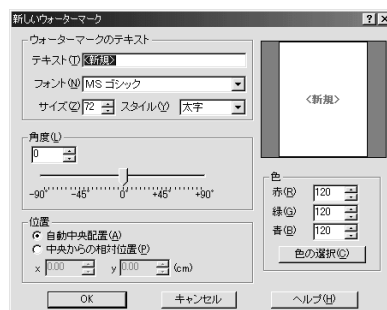 新しいウォーターマーク
ウォーターマークのテキスト
テキスト(T) <新規>
フォント(N) MS ゴシック
サイズ(Z) 72 スタイル(Y) 太字
<新規>
角度(L)
0
-90° -45° 0° +45° +90°
位置
自動中央配置(A)
中央からの相対位置(P)
x 0.00 y 0.00 (cm)
色
赤(R) 120
緑(G) 120
青(B) 120
色の選択(C)
OK キャンセル ヘルプ(H)